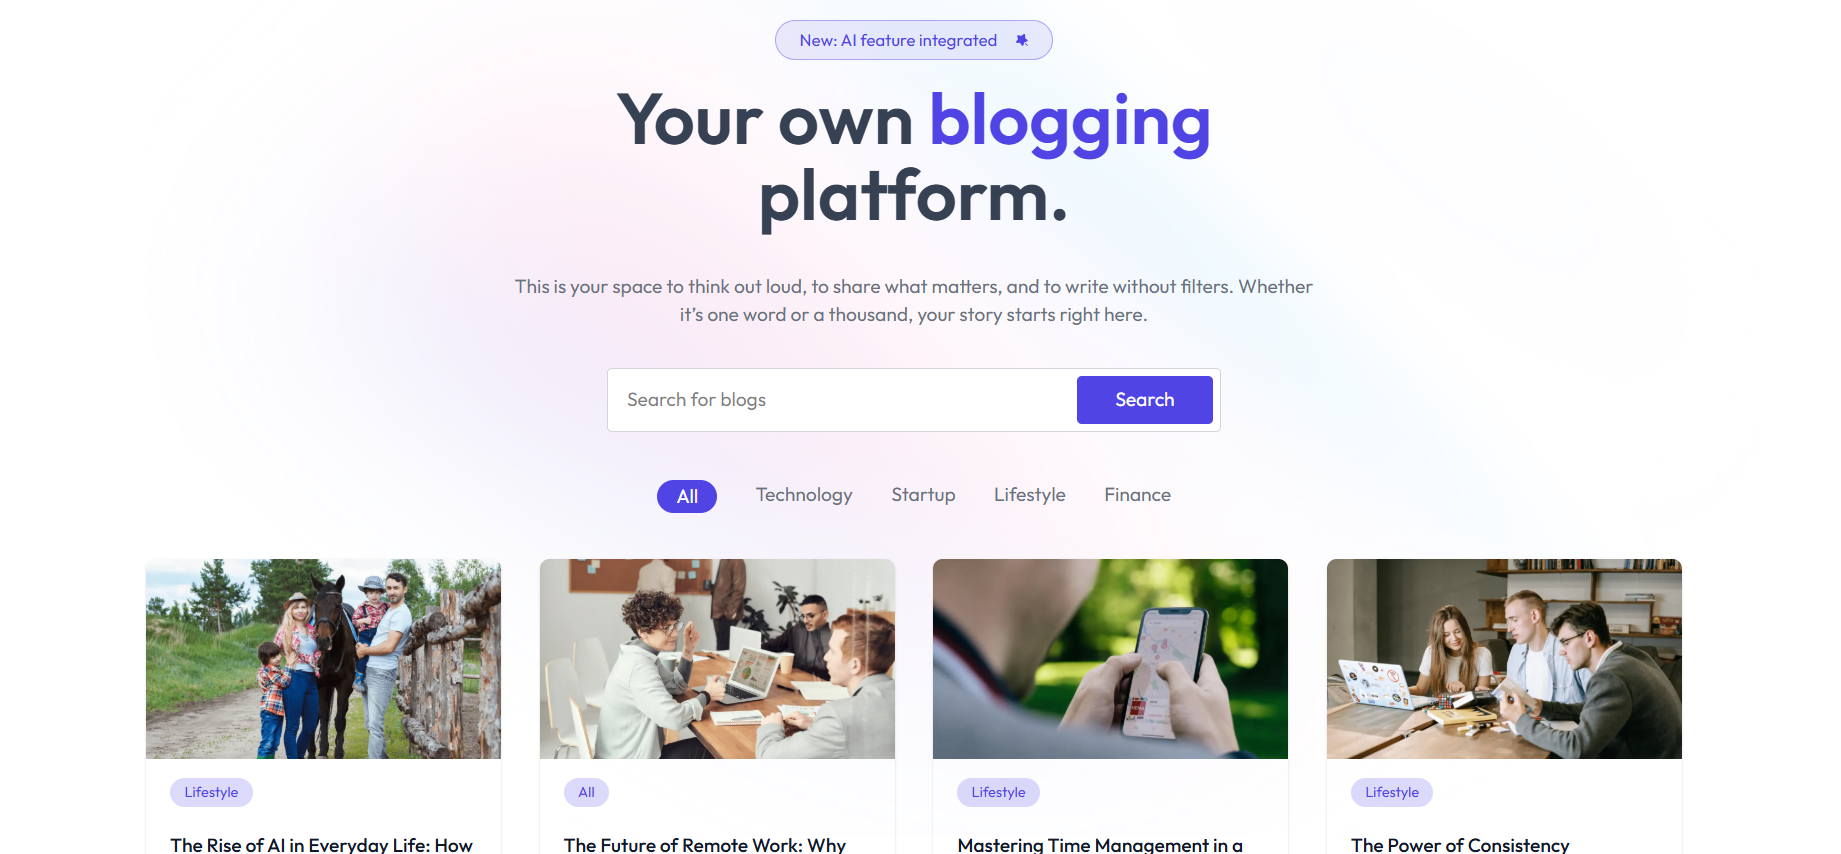 New: AI feature integrated
Your own blogging
platform.
This is your space to think out loud, to share what matters, and to write without filters. Whether
it's one word or a thousand, your story starts right here.
Search for blogs
Search
All
Technology
Startup
Lifestyle
Finance
Lifestyle
All
Lifestyle
Lifestyle
The Rise of AI in Everyday Life: How
The Future of Remote Work: Why
Mastering Time Management in a
The Power of Consistency